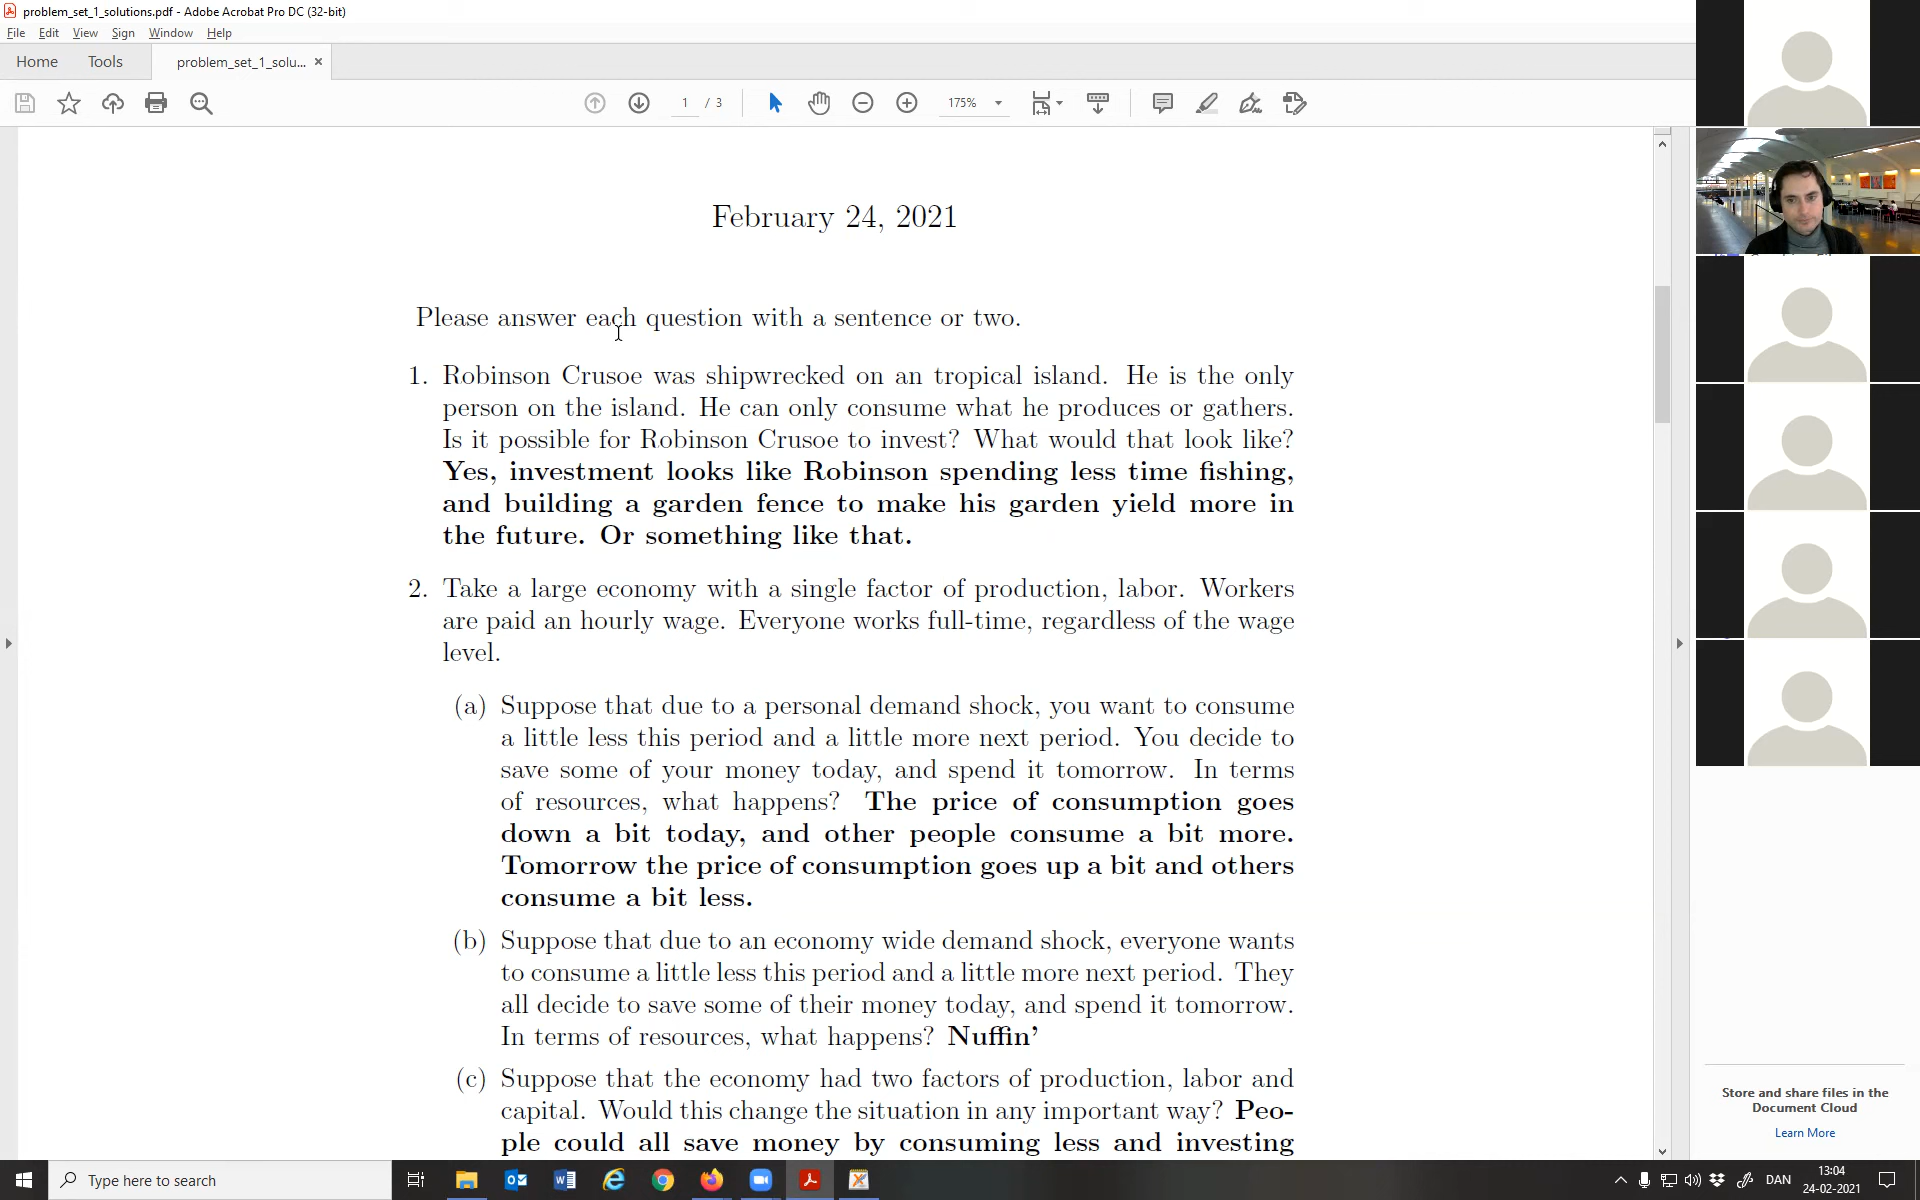 problem_set_1_solutions.pdf - Adobe Acrobat Pro DC (32-bit)
File Edit View Sign Window Help
Home Tools problem_set_1_solu... ×
1 / 3 175%
February 24, 2021
Please answer each question with a sentence or two.
1. Robinson Crusoe was shipwrecked on an tropical island. He is the only
person on the island. He can only consume what he produces or gathers.
Is it possible for Robinson Crusoe to invest? What would that look like?
Yes, investment looks like Robinson spending less time fishing,
and building a garden fence to make his garden yield more in
the future. Or something like that.
2. Take a large economy with a single factor of production, labor. Workers
are paid an hourly wage. Everyone works full-time, regardless of the wage
level.
(a) Suppose that due to a personal demand shock, you want to consume
a little less this period and a little more next period. You decide to
save some of your money today, and spend it tomorrow. In terms
of resources, what happens? The price of consumption goes
down a bit today, and other people consume a bit more.
Tomorrow the price of consumption goes up a bit and others
consume a bit less.
(b) Suppose that due to an economy wide demand shock, everyone wants
to consume a little less this period and a little more next period. They
all decide to save some of their money today, and spend it tomorrow.
In terms of resources, what happens? Nuffin'
(c) Suppose that the economy had two factors of production, labor and
capital. Would this change the situation in any important way? Peo-
ple could all save money by consuming less and investing
Store and share files in the
Document Cloud
Learn More
Type here to search
DAN
13:04
24-02-2021